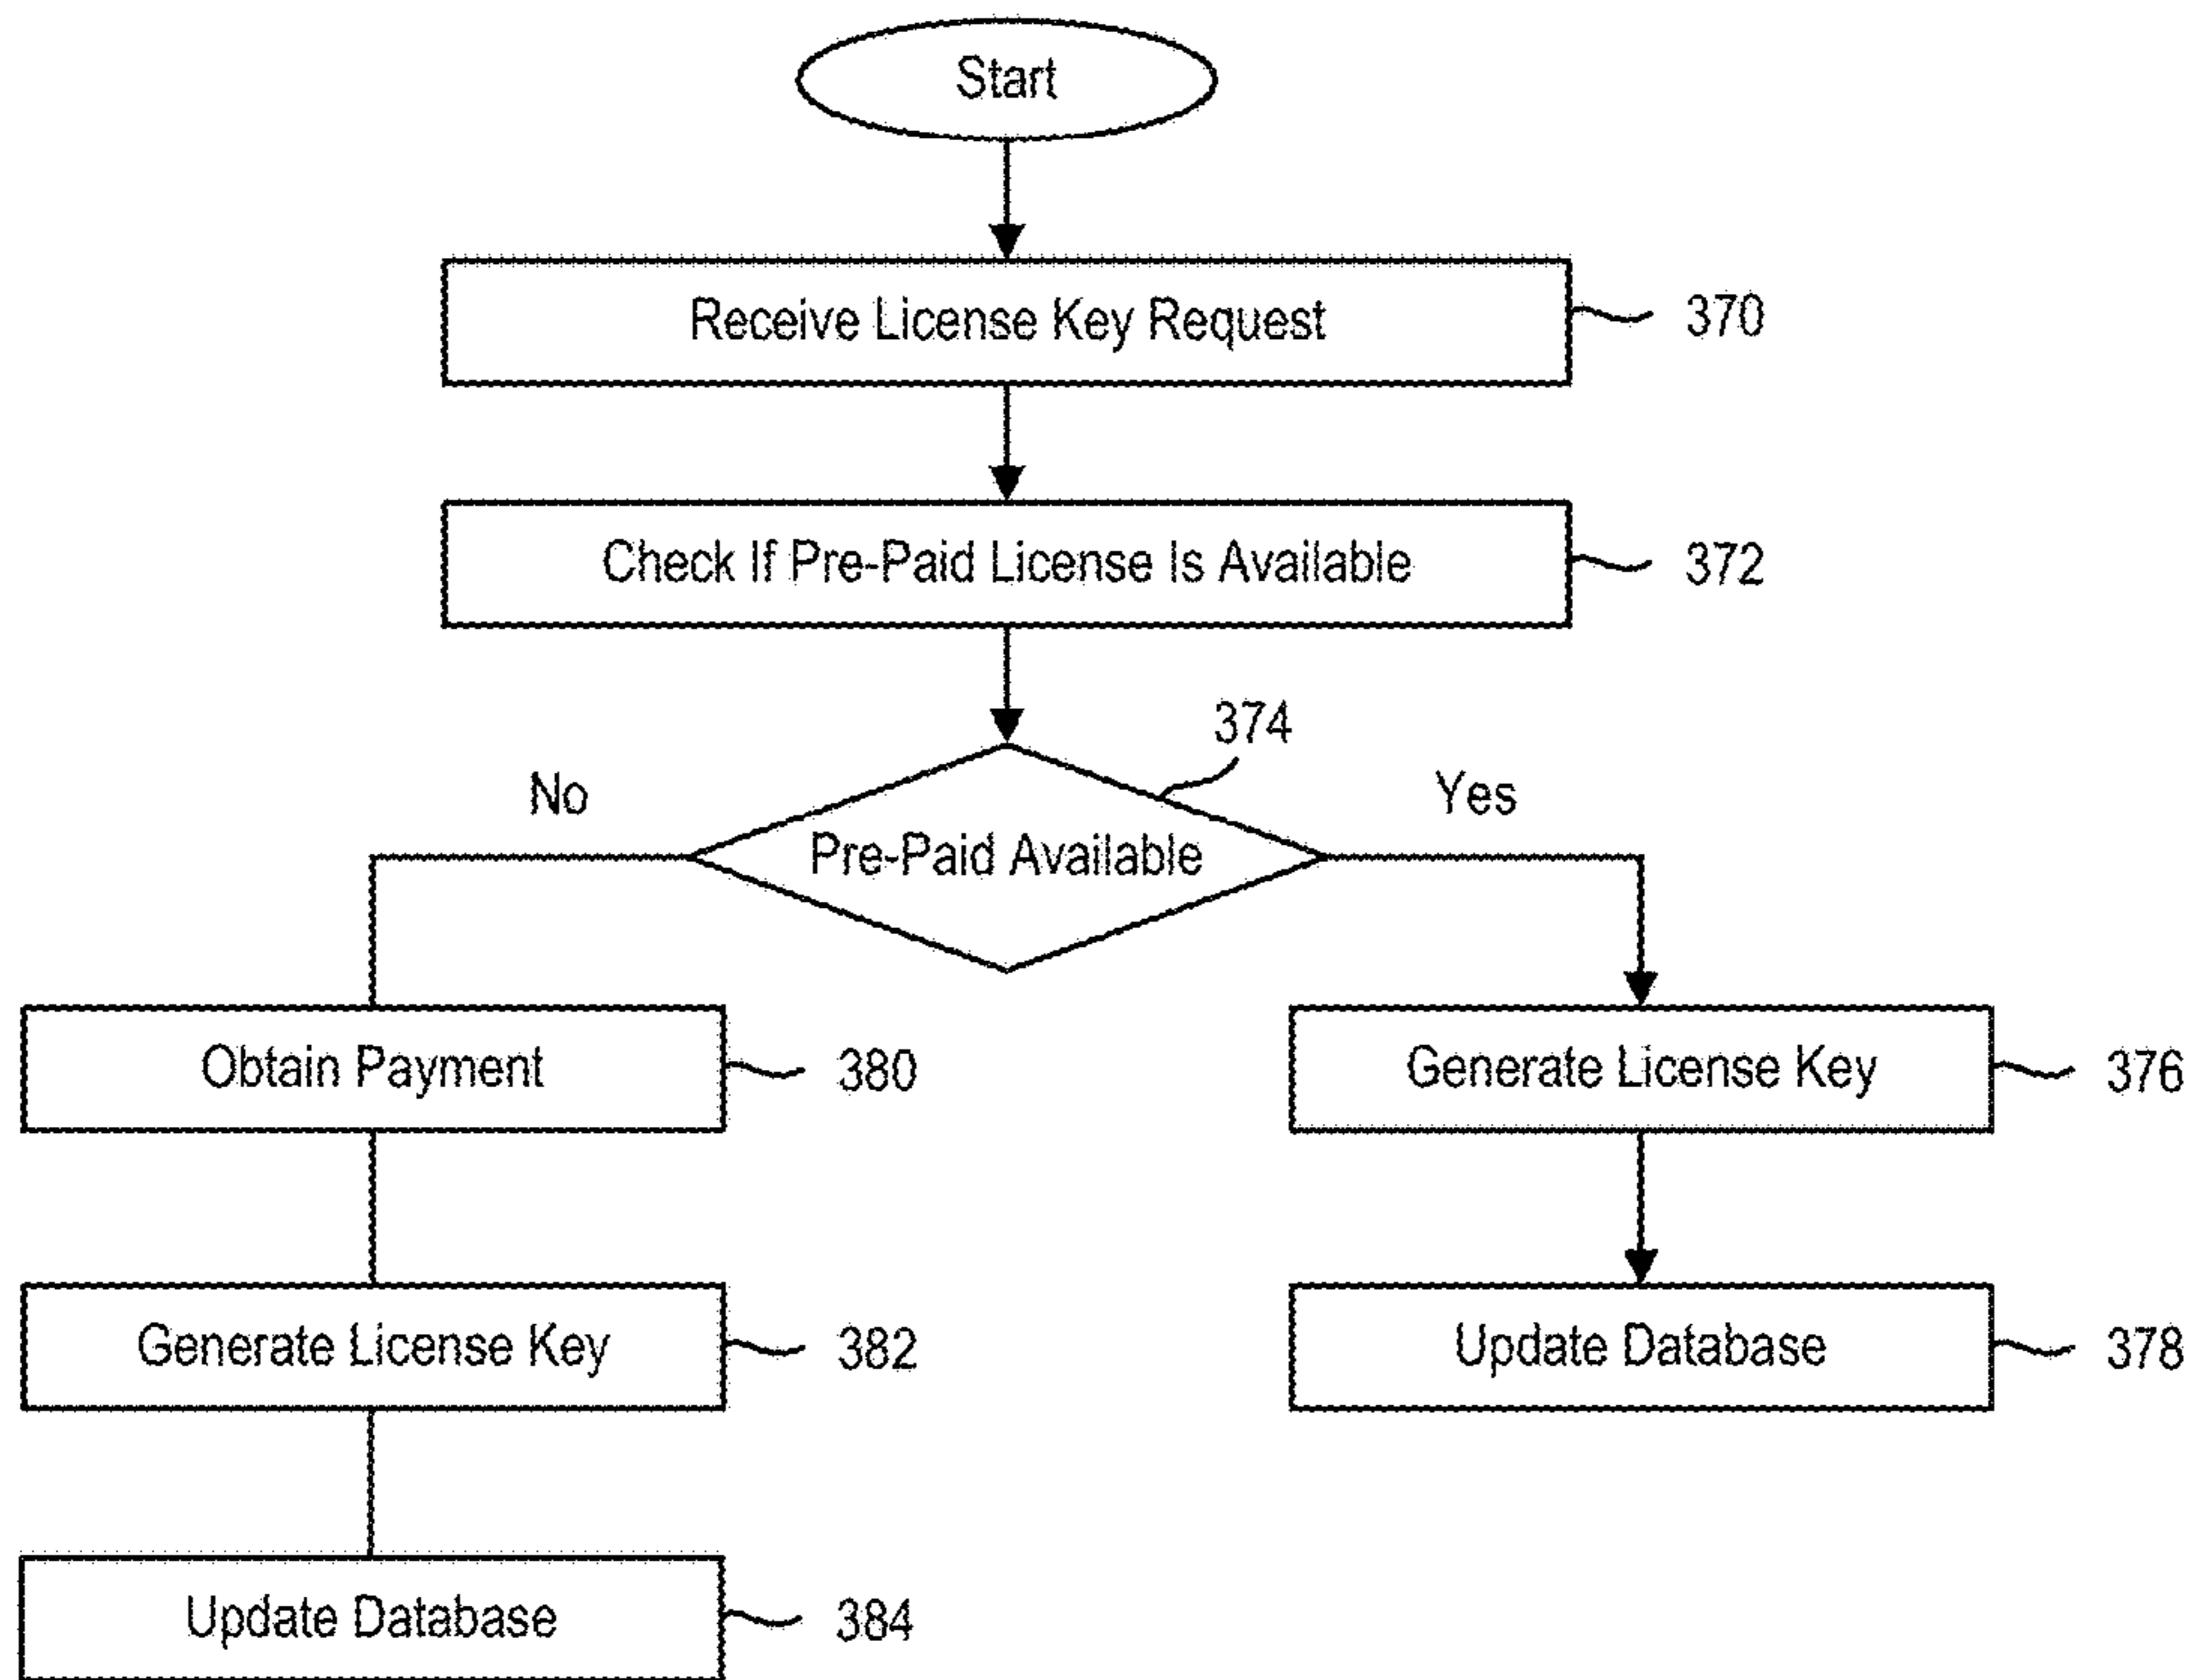 Start
Receive License Key Request
370
Check If Pre-Paid License Is Available
372
374
No
Yes
Pre-Paid Available
Obtain Payment
380
Generate License Key
376
Generate License Key
382
Update Database
378
Update Database
384